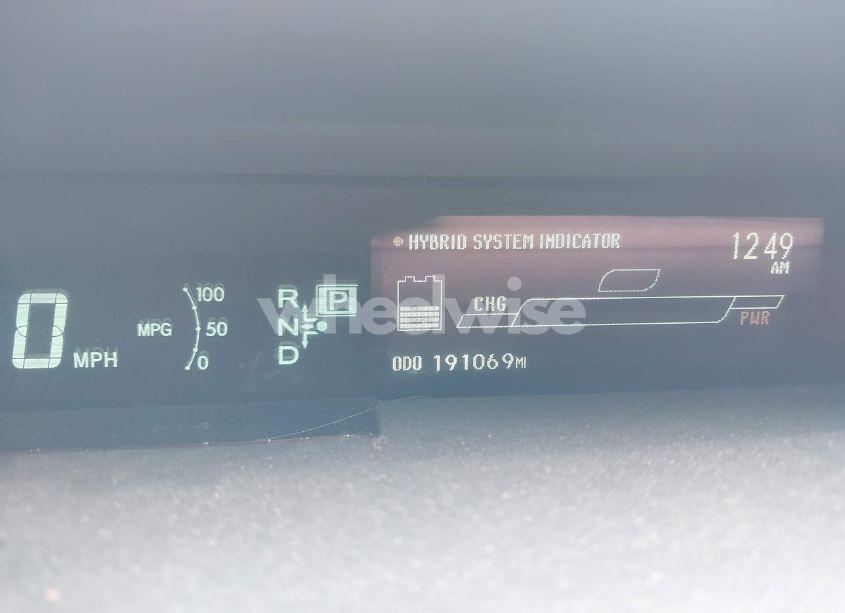 HYBRID SYSTEM INDICATOR
1249
AM
100
MPG 50
0
0 MPH
R
N
D
P
CHG
PWR
ODO 191069MI
wheelwise